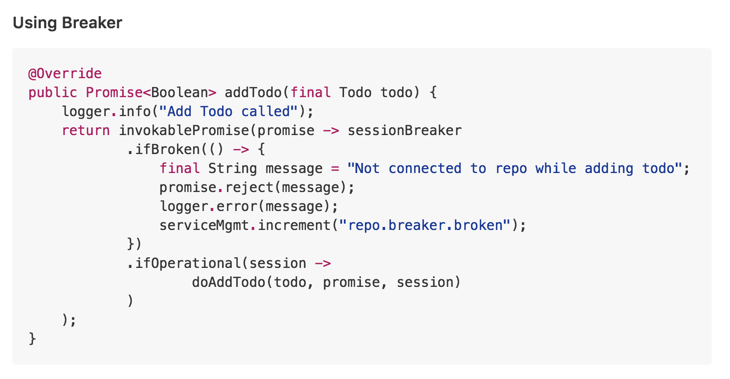 Using Breaker
@Override
public Promise<Boolean> addTodo(final Todo todo) {
    logger.info("Add Todo called");
    return invokablePromise(promise -> sessionBreaker
            .ifBroken(() -> {
                final String message = "Not connected to repo while adding todo";
                promise.reject(message);
                logger.error(message);
                serviceMgmt.increment("repo.breaker.broken");
            })
            .ifOperational(session ->
                    doAddTodo(todo, promise, session)
            )
    );
}